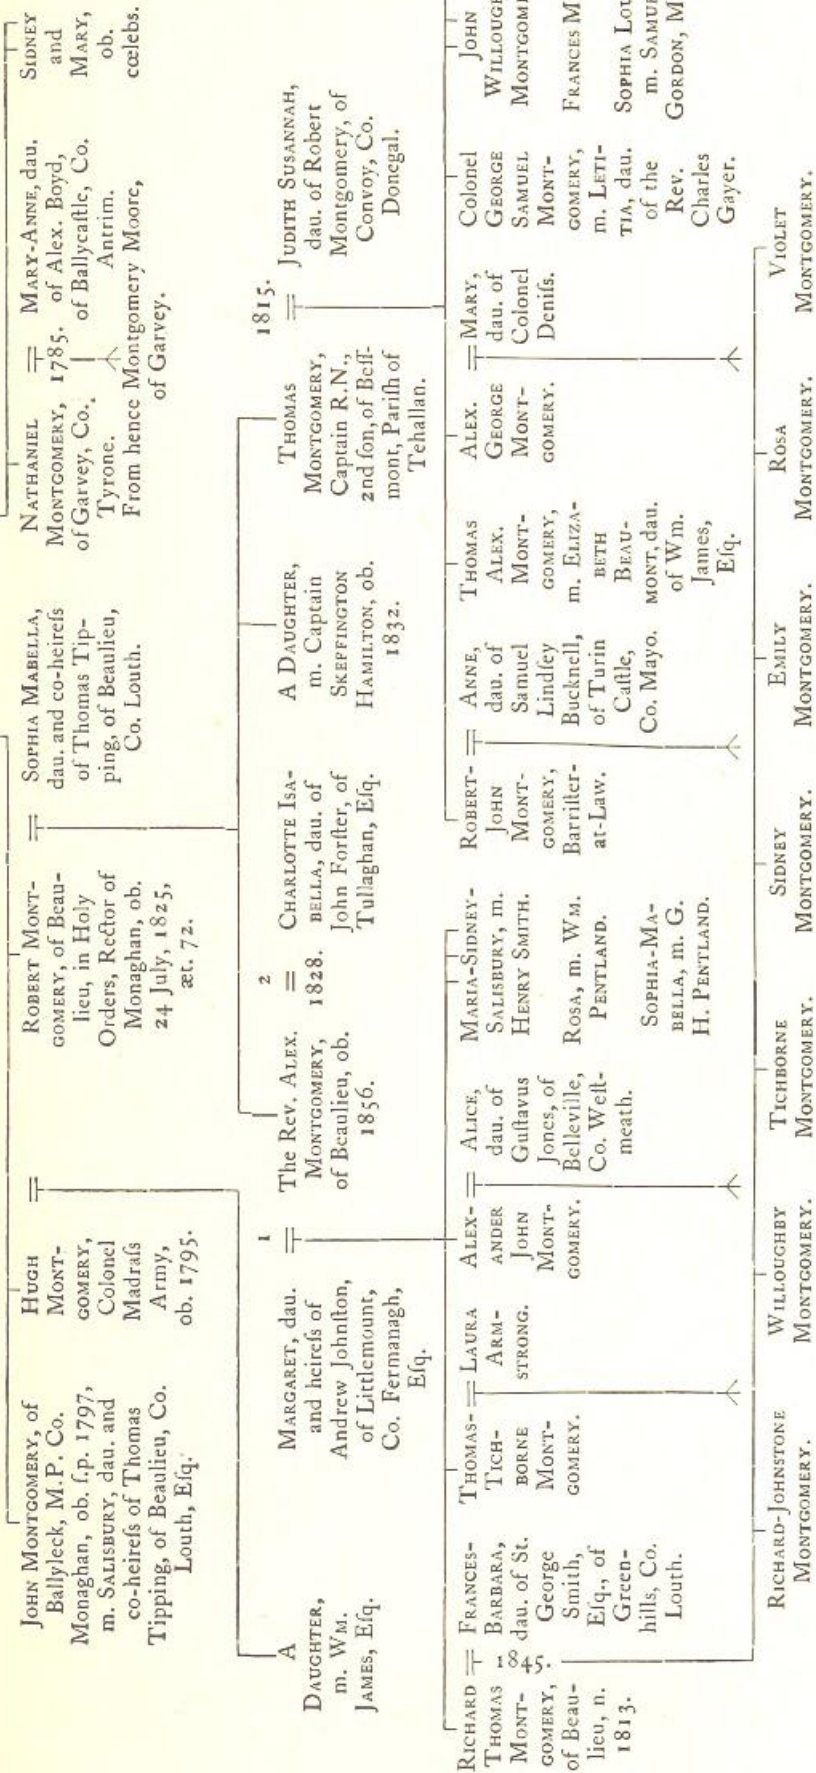 JOHN MONTGOMERY, of
Ballyleck, M.P. Co.
Monaghan, ob. ſ.p. 1797,
m. SALISBURY, dau. and
co-heireſs of Thomas
Tipping, of Beaulieu, Co.
Louth, Eſq.
HUGH
MONT-
GOMERY,
Colonel
Madraſs
Army,
ob. 1795.
=
ROBERT MONT-
GOMERY, of Beau-
lieu, in Holy
Orders, Rector of
Monaghan, ob.
24 July, 1825,
æt. 72.
=
SOPHIA MABELLA,
dau. and co-heireſs
of Thomas Tip-
ping, of Beaulieu,
Co. Louth.
NATHANIEL
MONTGOMERY,
of Garvey, Co.
Tyrone.
=
1785.
MARY-ANNE, dau.
of Alex. Boyd,
of Ballycaſtle, Co.
Antrim.
From hence Montgomery Moore,
of Garvey.
SIDNEY
and
MARY,
ob.
cœlebs.
A
DAUGHTER,
m. WM.
JAMES, Eſq.
MARGARET, dau.
and heireſs of
Andrew Johnſton,
of Littlemount,
Co. Fermanagh,
Eſq.
1
=
The Rev. ALEX.
MONTGOMERY,
of Beaulieu, ob.
1856.
2
=
1828.
CHARLOTTE ISA-
BELLA, dau. of
John Forſter, of
Tullaghan, Eſq.
A DAUGHTER,
m. Captain
SKEFFINGTON
HAMILTON, ob.
1832.
THOMAS
MONTGOMERY,
Captain R.N.,
2nd ſon, of Beſſ-
mont, Pariſh of
Tehallan.
1815.
=
JUDITH SUSANNAH,
dau. of Robert
Montgomery, of
Convoy, Co.
Donegal.
RICHARD
THOMAS
MONT-
GOMERY,
of Beau-
lieu, n.
1813.
=
1845.
FRANCES-
BARBARA,
dau. of St.
George
Smith,
Eſq., of
Green-
hills, Co.
Louth.
THOMAS-
TICH-
BORNE
MONT-
GOMERY.
=
LAURA
ARM-
STRONG.
ALEX-
ANDER
JOHN
MONT-
GOMERY.
=
ALICE,
dau. of
Guſtavus
Jones, of
Belleville,
Co. Weſt-
meath.
MARIA-SIDNEY-
SALISBURY, m.
HENRY SMITH.
ROSA, m. WM.
PENTLAND.
SOPHIA-MA-
BELLA, m. G.
H. PENTLAND.
ROBERT-
JOHN
MONT-
GOMERY,
Barriſter-
at-Law.
=
ANNE,
dau. of
Samuel
Lindſey
Bucknell,
of Turin
Caſtle,
Co. Mayo.
THOMAS
ALEX.
MONT-
GOMERY,
m. ELIZA-
BETH
BEAU-
MONT, dau.
of Wm.
James,
Eſq.
ALEX.
GEORGE
MONT-
GOMERY.
=
MARY,
dau. of
Colonel
Deniſs.
Colonel
GEORGE
SAMUEL
MONT-
GOMERY,
m. LETI-
TIA, dau.
of the
Rev.
Charles
Gayer.
JOHN
WILLOUGH
MONTGOM
FRANCES M
SOPHIA LOU
m. SAMU
GORDON, M
RICHARD-JOHNSTONE
MONTGOMERY.
WILLOUGHBY
MONTGOMERY.
TICHBORNE
MONTGOMERY.
SIDNEY
MONTGOMERY.
EMILY
MONTGOMERY.
ROSA
MONTGOMERY.
VIOLET
MONTGOMERY.